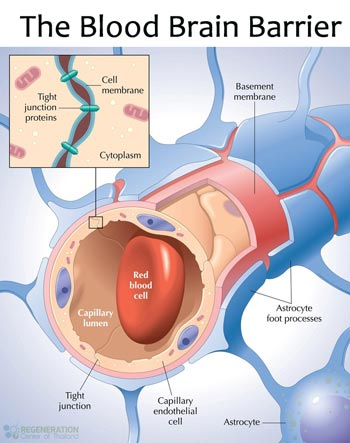 The Blood Brain Barrier
Cell
membrane
Tight
junction
proteins
Cytoplasm
Basement
membrane
Red
blood
cell
Capillary
lumen
Astrocyte
foot processes
Tight
junction
Capillary
endothelial
cell
Astrocyte
REGENERATION
Center of Thailand